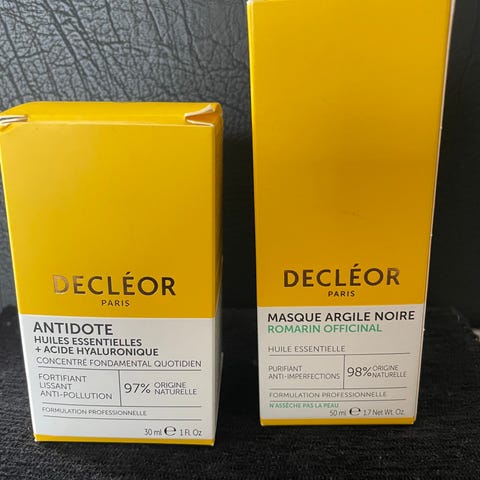 DECLÉOR
PARIS
ANTIDOTE
HUILES ESSENTIELLES
+ ACIDE HYALURONIQUE
CONCENTRÉ FONDAMENTAL QUOTIDIEN
FORTIFIANT
LISSANT
ANTI-POLLUTION
97% ORIGINE
NATURELLE
FORMULATION PROFESSIONNELLE
30 ml ℮ 1 Fl. Oz
DECLÉOR
PARIS
MASQUE ARGILE NOIRE
ROMARIN OFFICINAL
HUILE ESSENTIELLE
PURIFIANT
ANTI-IMPERFECTIONS
98% ORIGINE
NATURELLE
FORMULATION PROFESSIONNELLE
N'ASSÈCHE PAS LA PEAU
50 ml ℮ 1.7 Net Wt. Oz